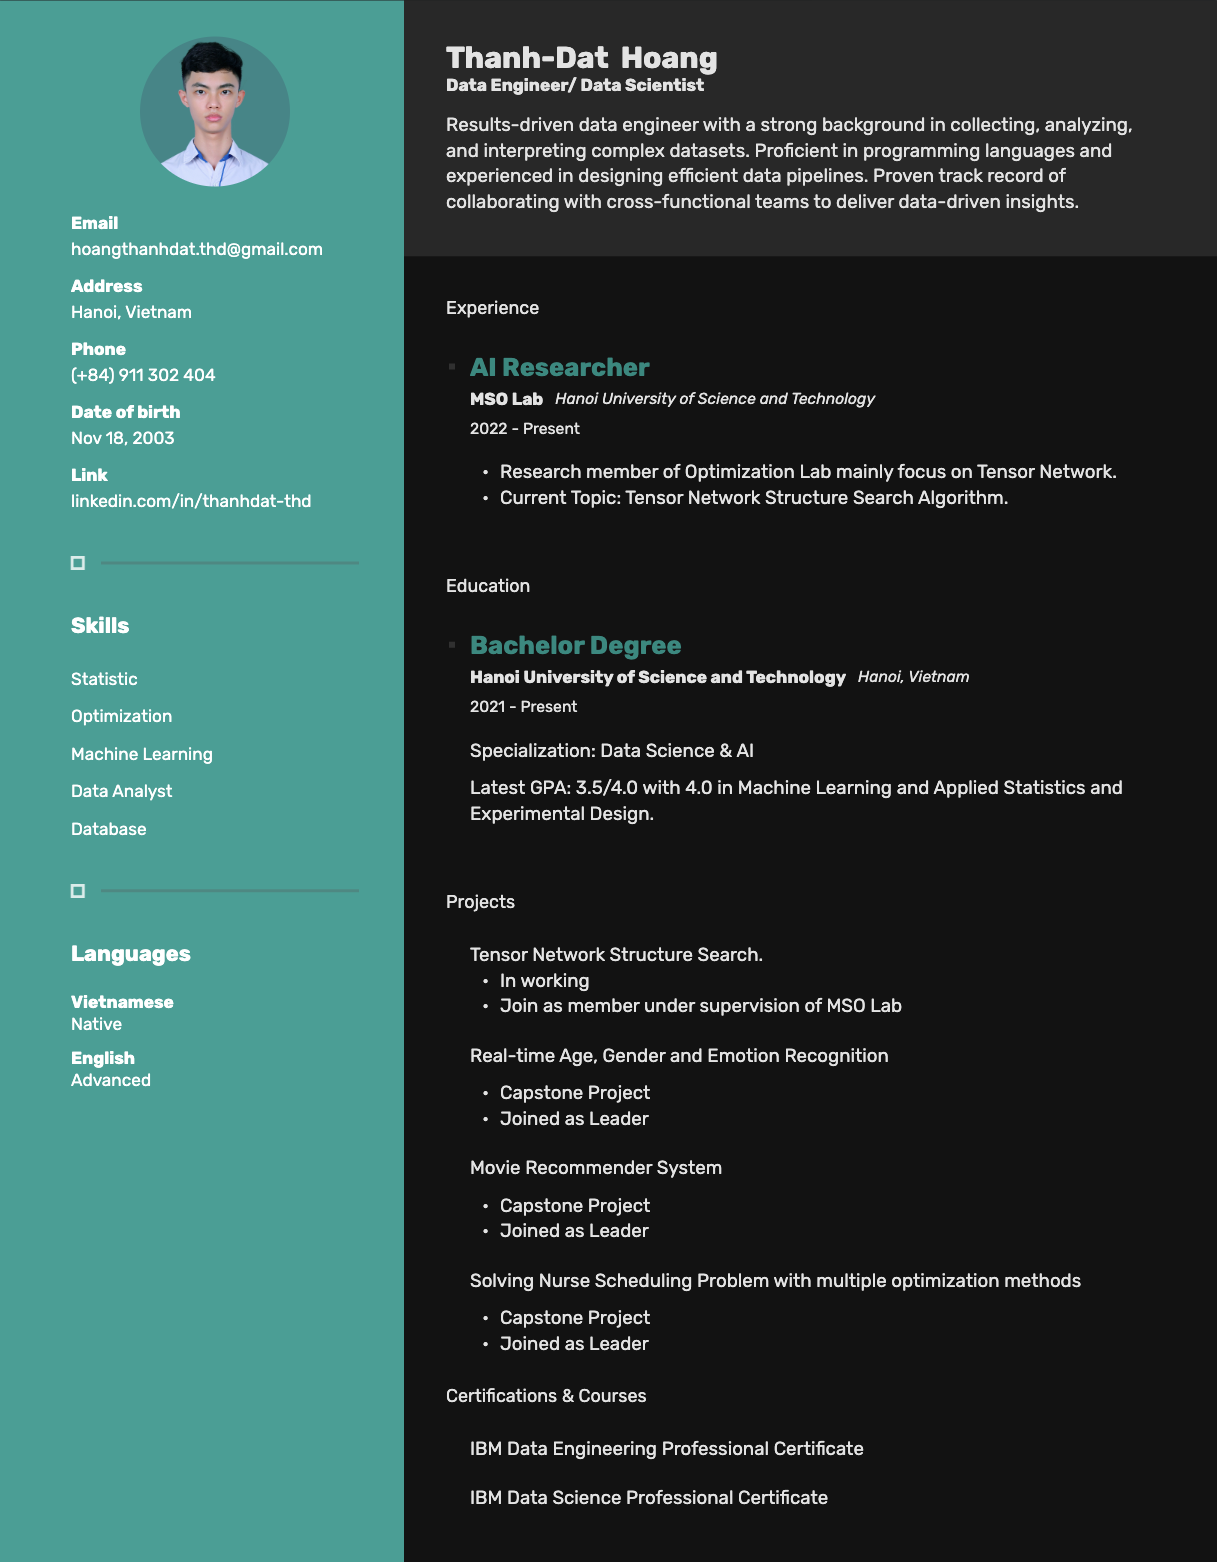 Email
hoangthanhdat.thd@gmail.com
Address
Hanoi, Vietnam
Phone
(+84) 911 302 404
Date of birth
Nov 18, 2003
Link
linkedin.com/in/thanhdat-thd
Skills
Statistic
Optimization
Machine Learning
Data Analyst
Database
Languages
Vietnamese
Native
English
Advanced
Thanh-Dat Hoang
Data Engineer/ Data Scientist
Results-driven data engineer with a strong background in collecting, analyzing,
and interpreting complex datasets. Proficient in programming languages and
experienced in designing efficient data pipelines. Proven track record of
collaborating with cross-functional teams to deliver data-driven insights.
Experience
AI Researcher
MSO Lab Hanoi University of Science and Technology
2022 - Present
• Research member of Optimization Lab mainly focus on Tensor Network.
• Current Topic: Tensor Network Structure Search Algorithm.
Education
Bachelor Degree
Hanoi University of Science and Technology Hanoi, Vietnam
2021 - Present
Specialization: Data Science & AI
Latest GPA: 3.5/4.0 with 4.0 in Machine Learning and Applied Statistics and
Experimental Design.
Projects
Tensor Network Structure Search.
• In working
• Join as member under supervision of MSO Lab
Real-time Age, Gender and Emotion Recognition
• Capstone Project
• Joined as Leader
Movie Recommender System
• Capstone Project
• Joined as Leader
Solving Nurse Scheduling Problem with multiple optimization methods
• Capstone Project
• Joined as Leader
Certifications & Courses
IBM Data Engineering Professional Certificate
IBM Data Science Professional Certificate